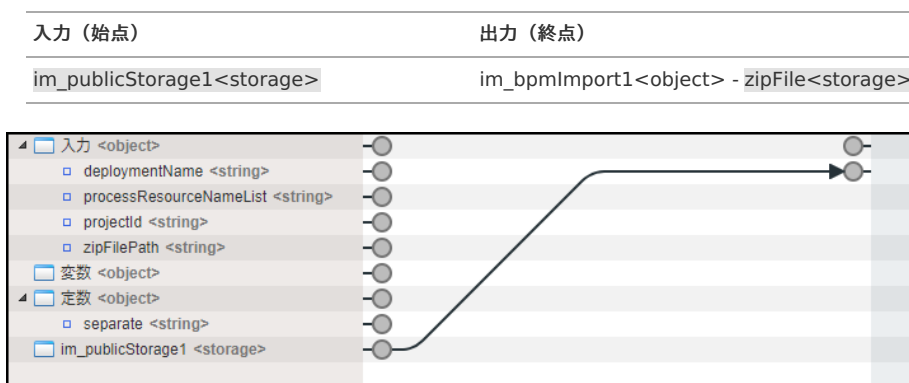 入力（始点） 出力（終点）
im_publicStorage1<storage> im_bpmImport1<object> - zipFile<storage>
入力 <object>
deploymentName <string>
processResourceNameList <string>
projectId <string>
zipFilePath <string>
変数 <object>
定数 <object>
separate <string>
im_publicStorage1 <storage>